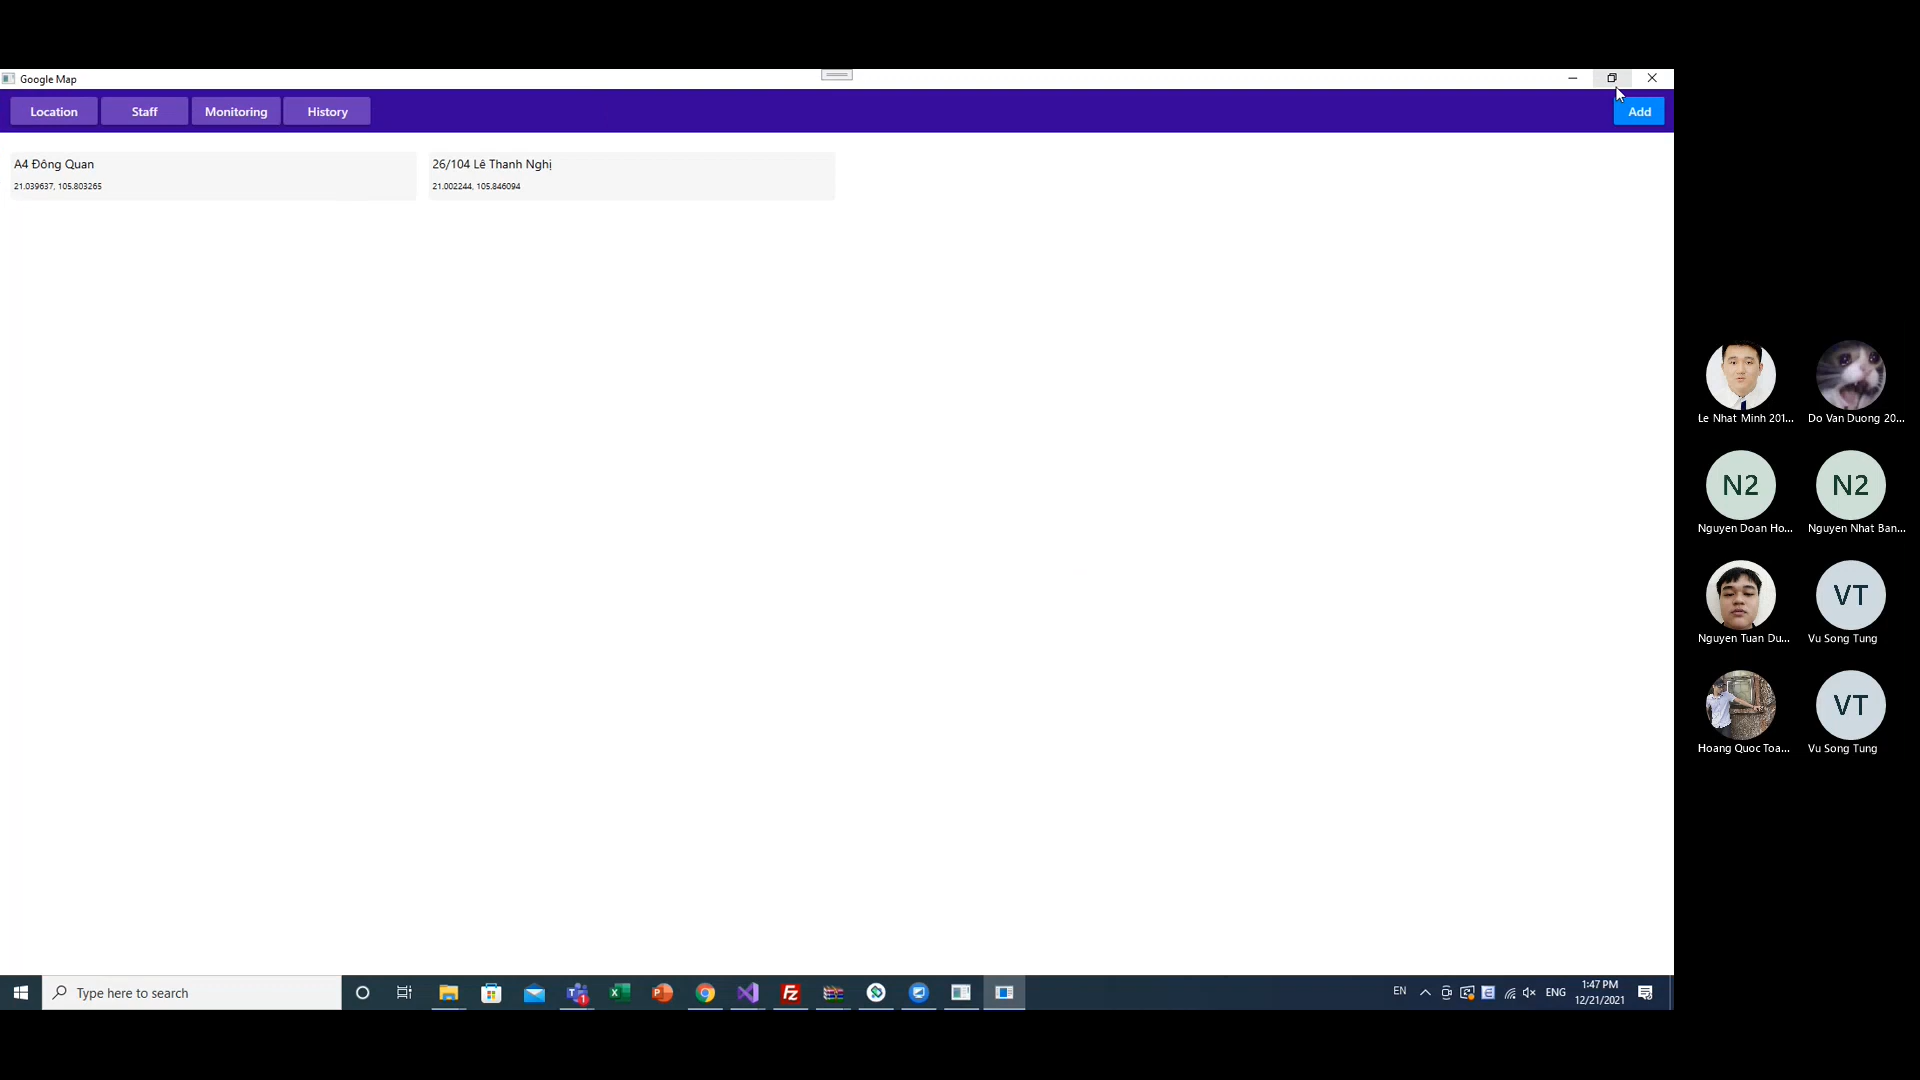 Google Map
Location
Staff
Monitoring
History
Add
A4 Đông Quan
21.039637, 105.803265
26/104 Lê Thanh Nghị
21.002244, 105.846094
Le Nhat Minh 201...
Do Van Duong 20...
N2
N2
Nguyen Doan Ho...
Nguyen Nhat Ban...
VT
Nguyen Tuan Du...
Vu Song Tung
VT
Hoang Quoc Toa...
Vu Song Tung
Type here to search
1
EN
ENG
1:47 PM
12/21/2021